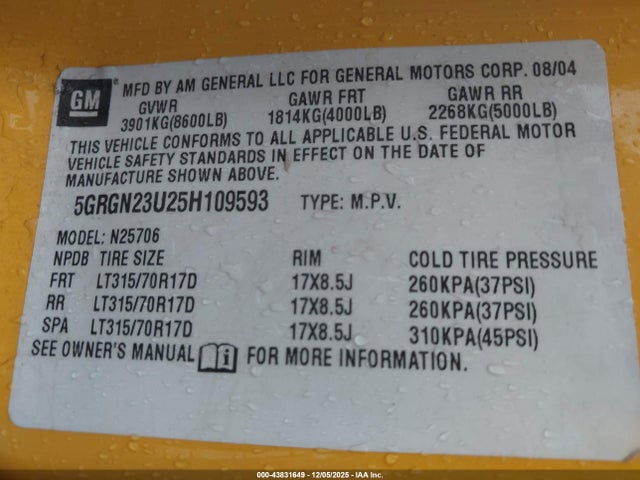 GM
MFD BY AM GENERAL LLC FOR GENERAL MOTORS CORP. 08/04
GVWR GAWR FRT GAWR RR
3901KG(8600LB) 1814KG(4000LB) 2268KG(5000LB)
THIS VEHICLE CONFORMS TO ALL APPLICABLE U.S. FEDERAL MOTOR
VEHICLE SAFETY STANDARDS IN EFFECT ON THE DATE OF
MANUFACTURE SHOWN ABOVE.
5GRGN23U25H109593 TYPE: M.P.V.
MODEL: N25706
NPDB TIRE SIZE RIM COLD TIRE PRESSURE
FRT LT315/70R17D 17X8.5J 260KPA(37PSI)
RR LT315/70R17D 17X8.5J 260KPA(37PSI)
SPA LT315/70R17D 17X8.5J 310KPA(45PSI)
SEE OWNER'S MANUAL i FOR MORE INFORMATION.
000-43831649 - 12/05/2025 - IAA Inc.